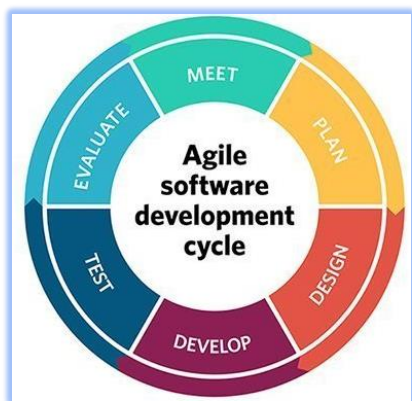 MEET
PLAN
DESIGN
DEVELOP
TEST
EVALUATE
Agile
software
development
cycle